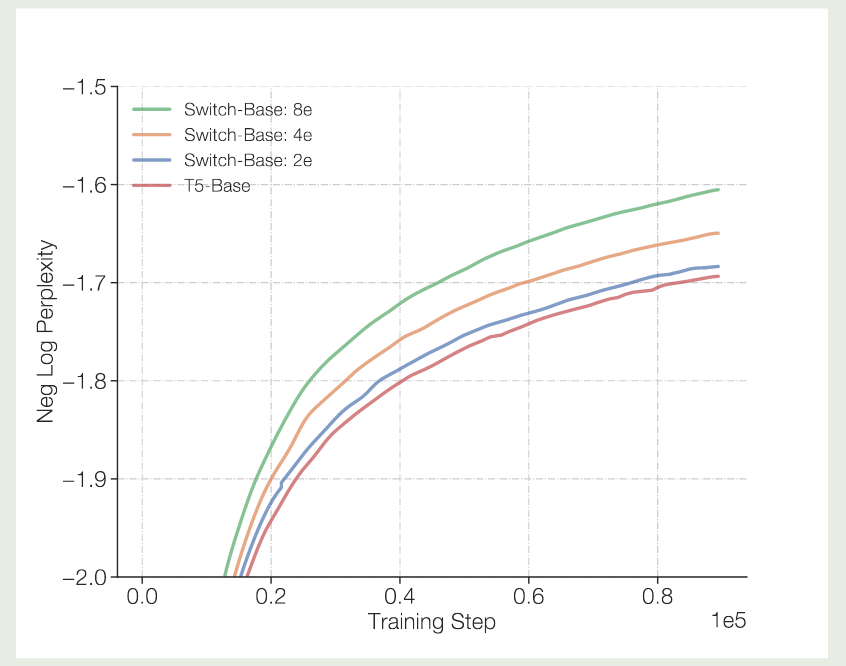 −1.5
Switch-Base: 8e
Switch-Base: 4e
Switch-Base: 2e
−1.6
T5-Base
−1.7
Neg Log Perplexity
−1.8
−1.9
−2.0
0.0 0.2 0.4 0.6 0.8
Training Step
1e5